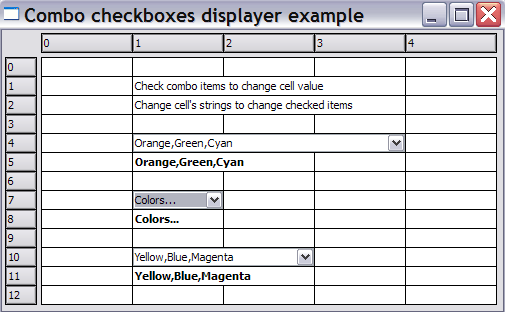 Combo checkboxes displayer example
0 1 2 3 4
0
1 Check combo items to change cell value
2 Change cell's strings to change checked items
3
4 Orange,Green,Cyan
5 Orange,Green,Cyan
6
7 Colors...
8 Colors...
9
10 Yellow,Blue,Magenta
11 Yellow,Blue,Magenta
12